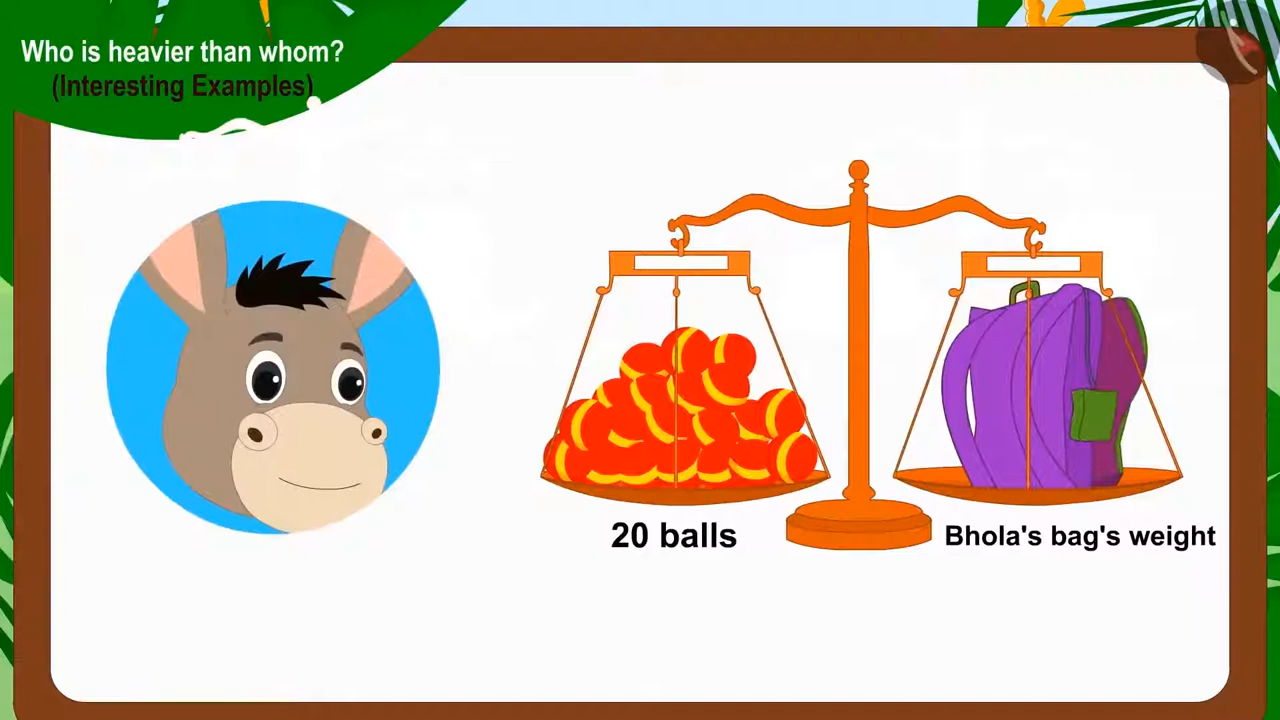 Who is heavier than whom?
(Interesting Examples)
20 balls
Bhola's bag's weight